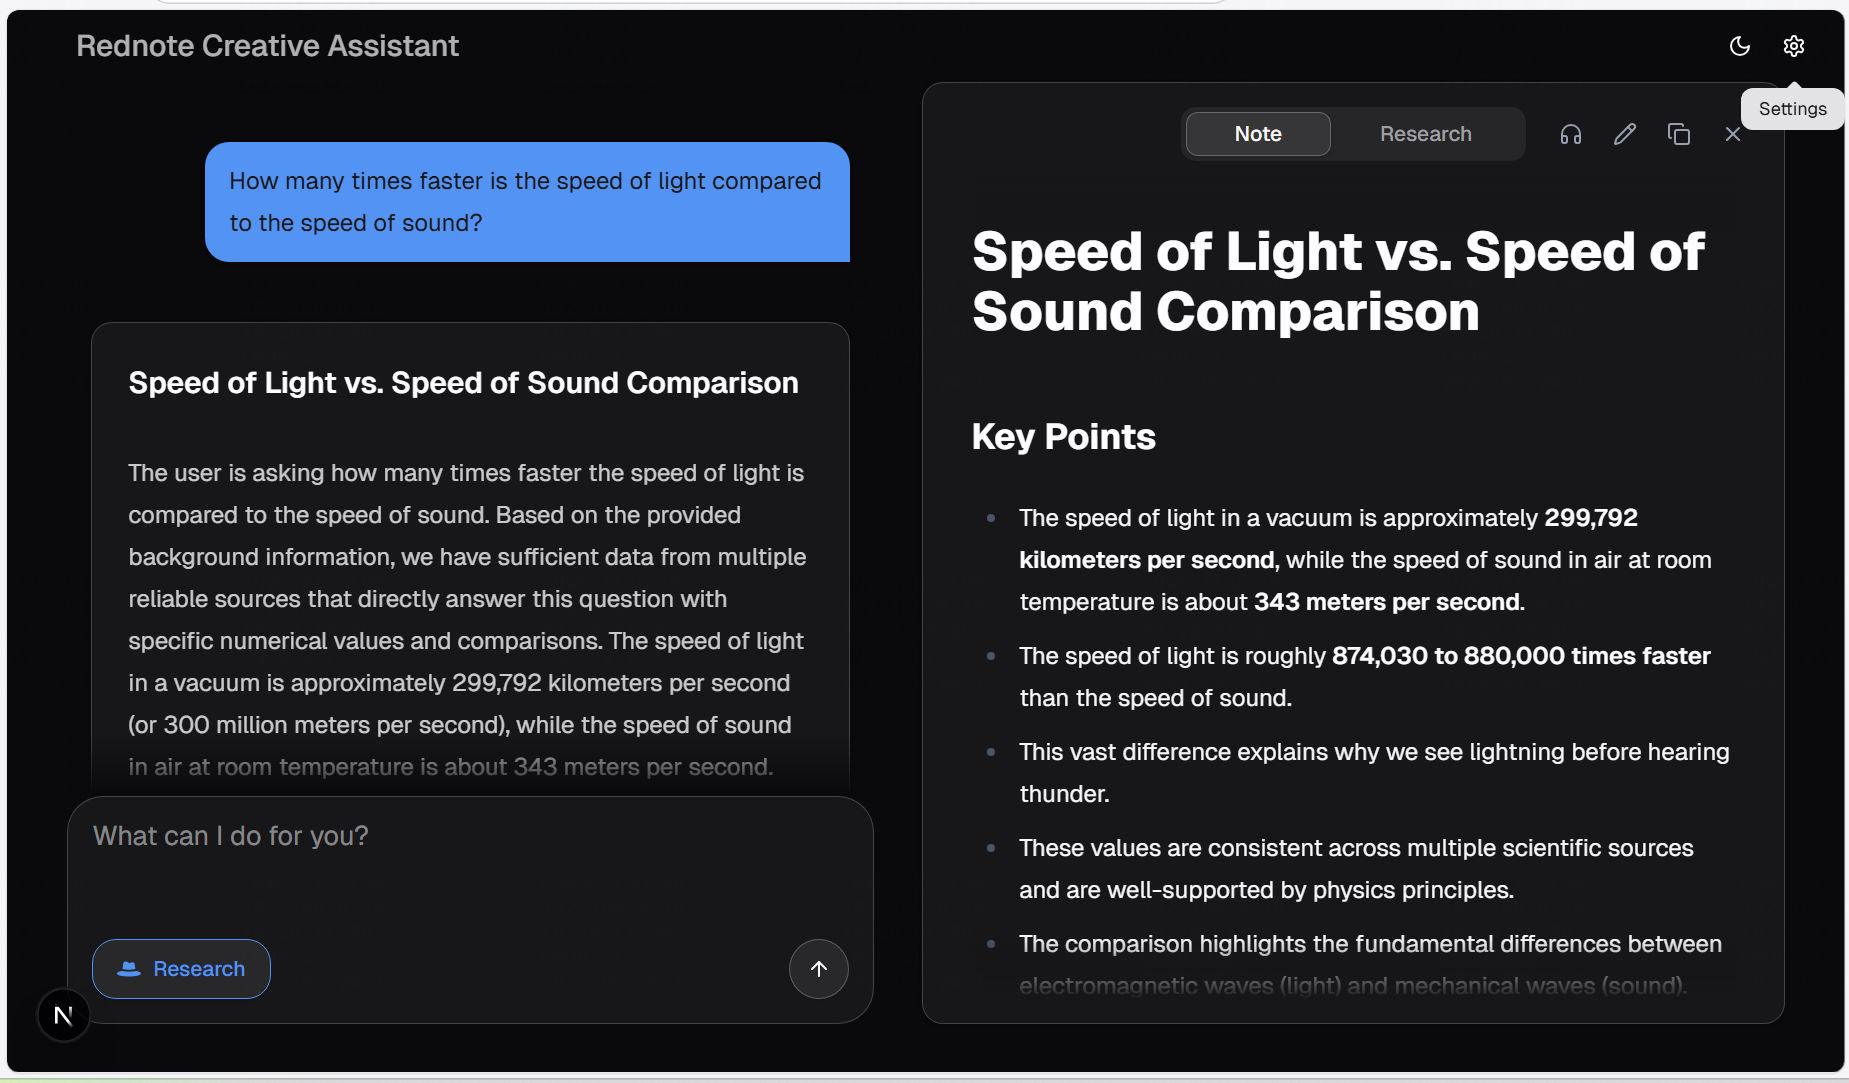 Rednote Creative Assistant
Settings
How many times faster is the speed of light compared
to the speed of sound?
Speed of Light vs. Speed of Sound Comparison
The user is asking how many times faster the speed of light is
compared to the speed of sound. Based on the provided
background information, we have sufficient data from multiple
reliable sources that directly answer this question with
specific numerical values and comparisons. The speed of light
in a vacuum is approximately 299,792 kilometers per second
(or 300 million meters per second), while the speed of sound
in air at room temperature is about 343 meters per second.
What can I do for you?
Research
N
Note
Research
Speed of Light vs. Speed of
Sound Comparison
Key Points
The speed of light in a vacuum is approximately 299,792
kilometers per second, while the speed of sound in air at room
temperature is about 343 meters per second.
The speed of light is roughly 874,030 to 880,000 times faster
than the speed of sound.
This vast difference explains why we see lightning before hearing
thunder.
These values are consistent across multiple scientific sources
and are well-supported by physics principles.
The comparison highlights the fundamental differences between
electromagnetic waves (light) and mechanical waves (sound).